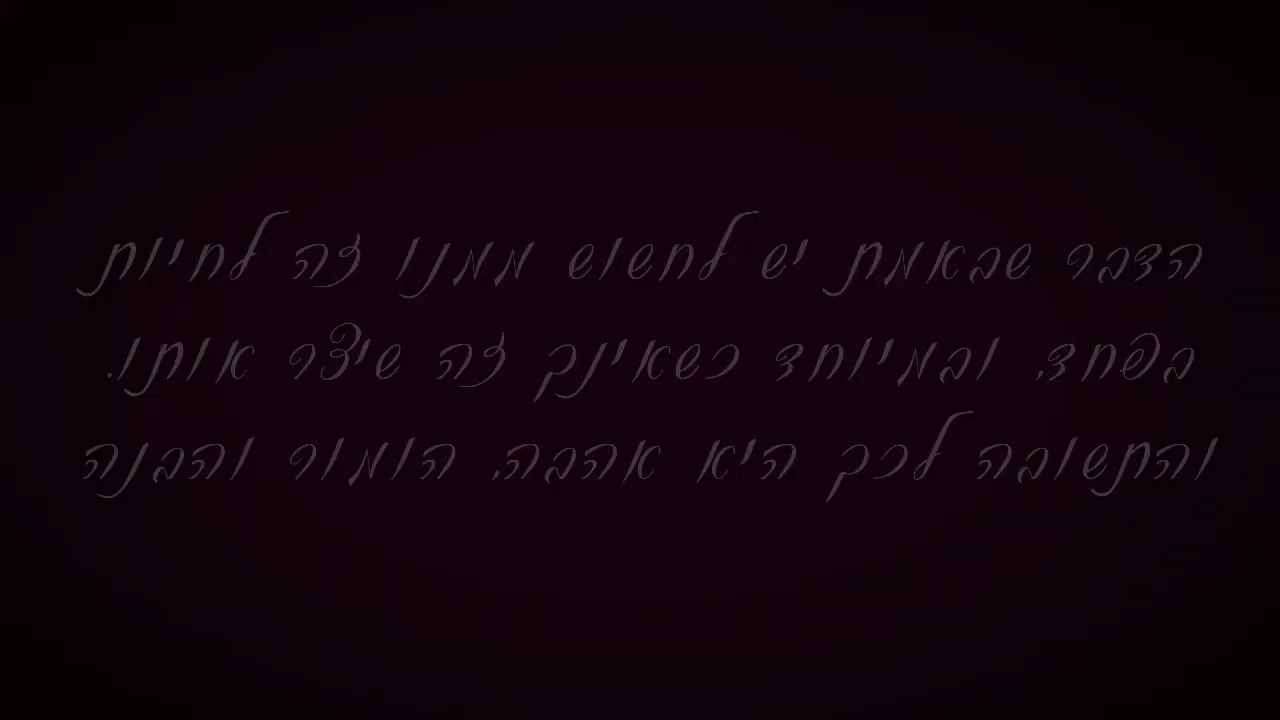 הדבר שבאמת יש לחשוש ממנו זה לחיות
בפחד, ובמיוחד כשאינך זה שיצר אותו.
והתשובה לכך היא אהבה, הומור והבנה